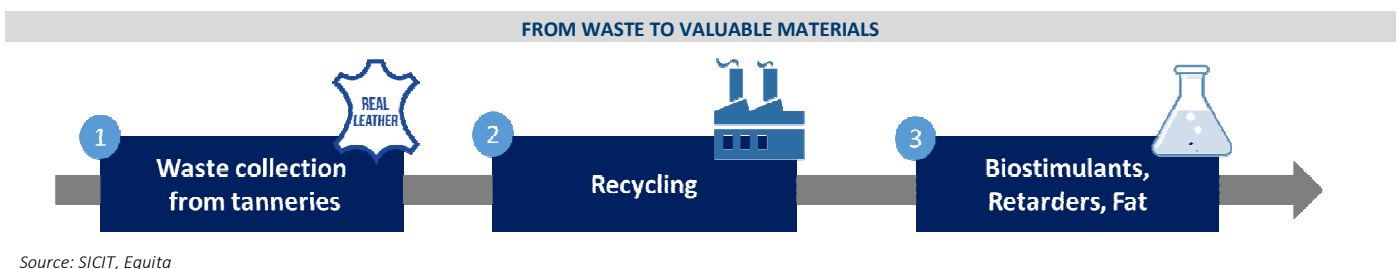 FROM WASTE TO VALUABLE MATERIALS
REAL
LEATHER
1
Waste collection
from tanneries
2
Recycling
3
Biostimulants,
Retarders, Fat
Source: SICIT, Equita